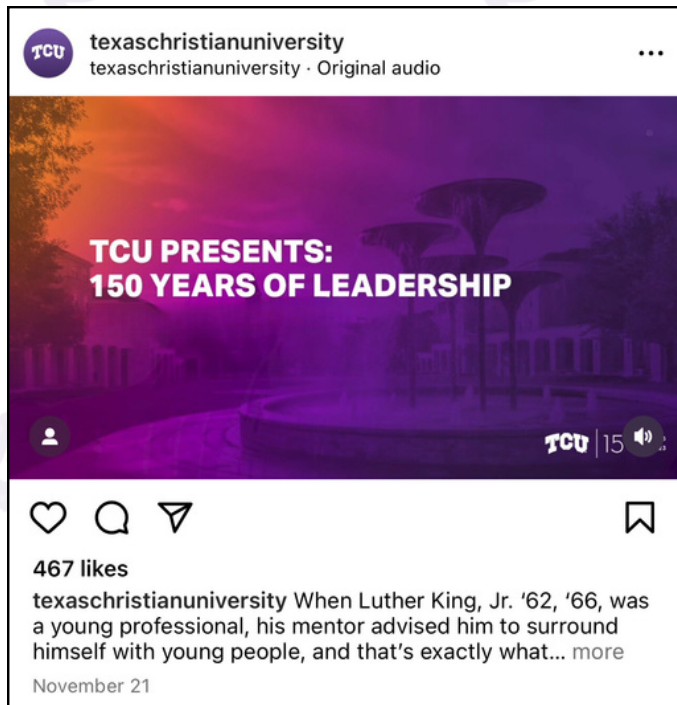 TCU
texaschristianuniversity
texaschristianuniversity · Original audio
TCU PRESENTS:
150 YEARS OF LEADERSHIP
TCU | 15
467 likes
texaschristianuniversity When Luther King, Jr. ‘62, ‘66, was
a young professional, his mentor advised him to surround
himself with young people, and that’s exactly what... more
November 21